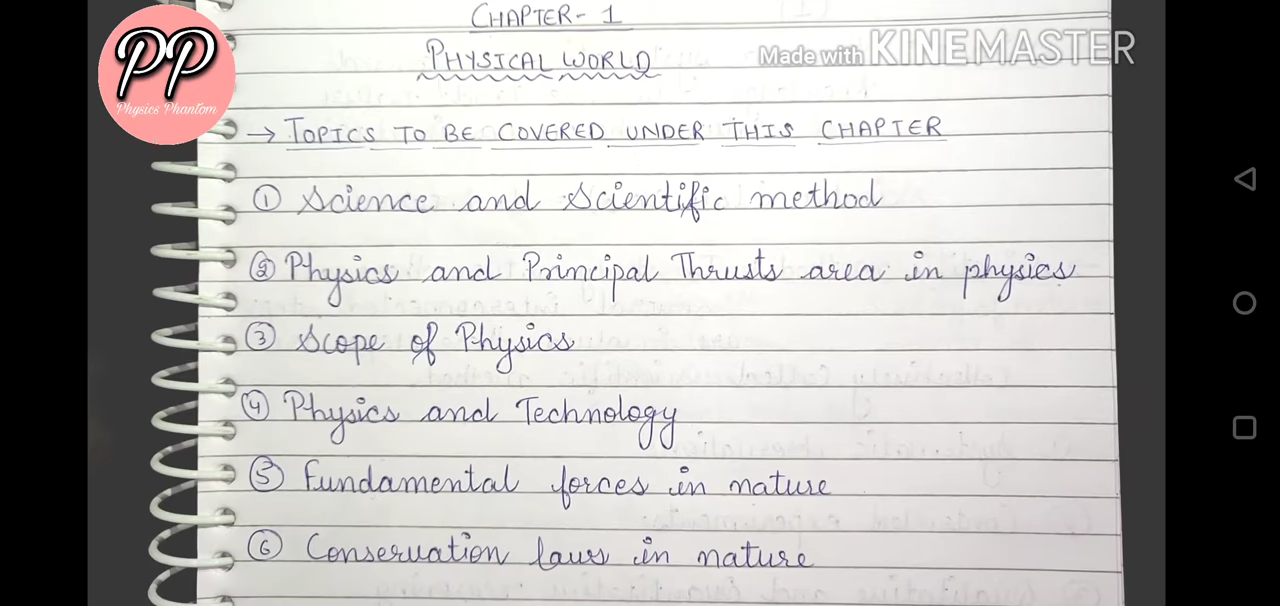 CHAPTER- 1
PHYSICAL WORLD
Made with KINEMASTER
PP
Physics Phantom
→ TOPICS TO BE COVERED UNDER THIS CHAPTER
① Science and Scientific method
② Physics and Principal Thrusts area in physics
③ Scope of Physics
④ Physics and Technology
⑤ Fundamental forces in nature
⑥ Conservation laws in nature